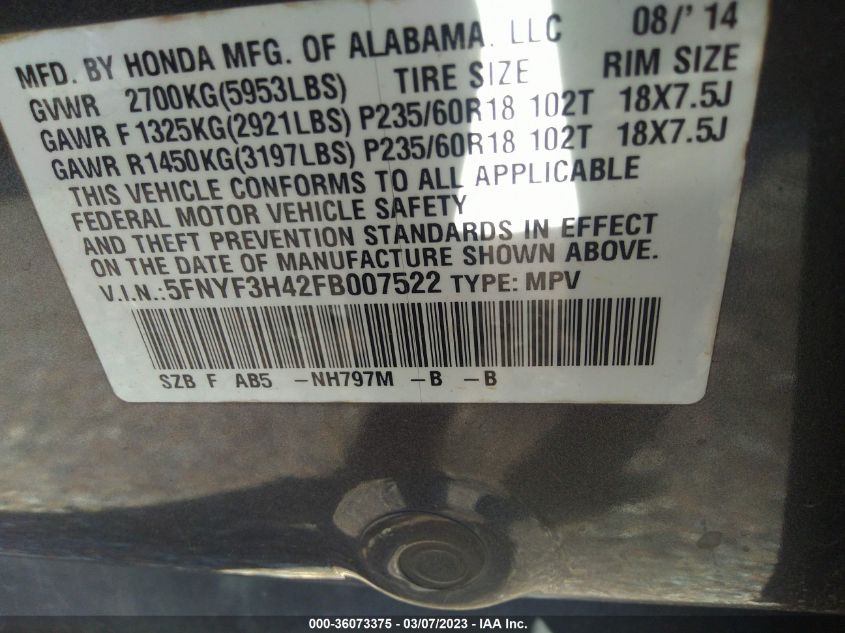 MFD. BY HONDA MFG. OF ALABAMA, LLC 08/'14
GVWR 2700KG(5953LBS) TIRE SIZE RIM SIZE
GAWR F1325KG(2921LBS) P235/60R18 102T 18X7.5J
GAWR R1450KG(3197LBS) P235/60R18 102T 18X7.5J
THIS VEHICLE CONFORMS TO ALL APPLICABLE
FEDERAL MOTOR VEHICLE SAFETY
AND THEFT PREVENTION STANDARDS IN EFFECT
ON THE DATE OF MANUFACTURE SHOWN ABOVE.
V.I.N.:5FNYF3H42FB007522 TYPE: MPV
SZB F AB5 -NH797M -B -B
000-36073375 - 03/07/2023 - IAA Inc.